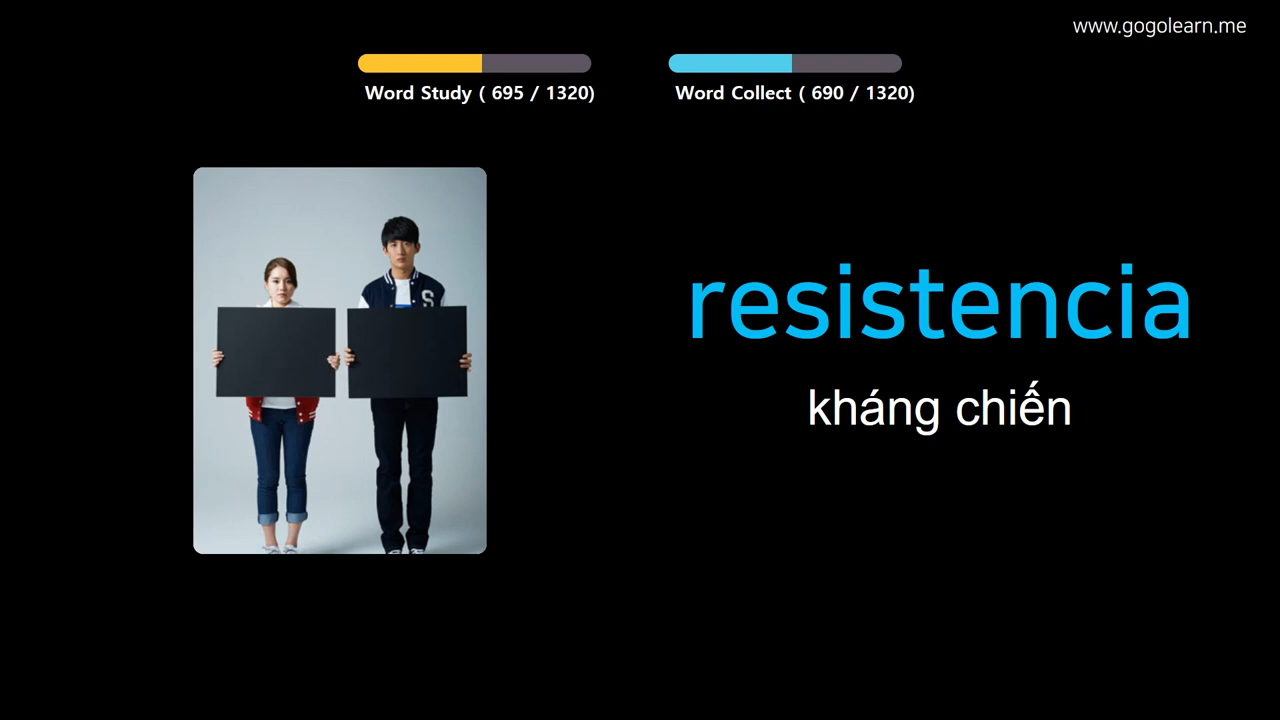 www.gogolearn.me
Word Study ( 695 / 1320)
Word Collect ( 690 / 1320)
S
resistencia
kháng chiến